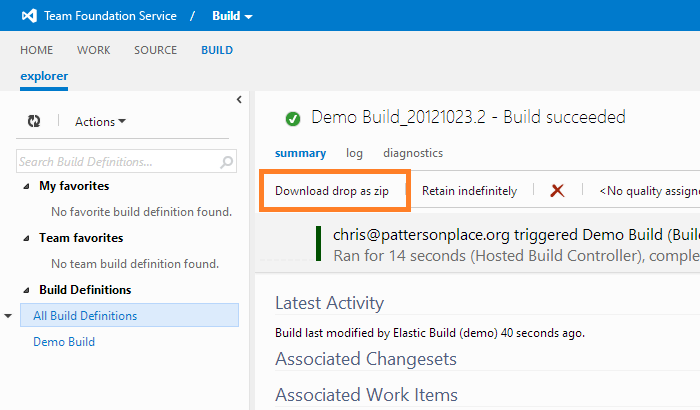 Team Foundation Service / Build
HOME WORK SOURCE BUILD
explorer
Actions
Search Build Definitions...
My favorites
No favorite build definition found.
Team favorites
No team build definition found.
Build Definitions
All Build Definitions
Demo Build
Demo Build_20121023.2 - Build succeeded
summary log diagnostics
Download drop as zip Retain indefinitely <No quality assigne
chris@pattersonplace.org triggered Demo Build (Buil
Ran for 14 seconds (Hosted Build Controller), comple
Latest Activity
Build last modified by Elastic Build (demo) 40 seconds ago.
Associated Changesets
Associated Work Items